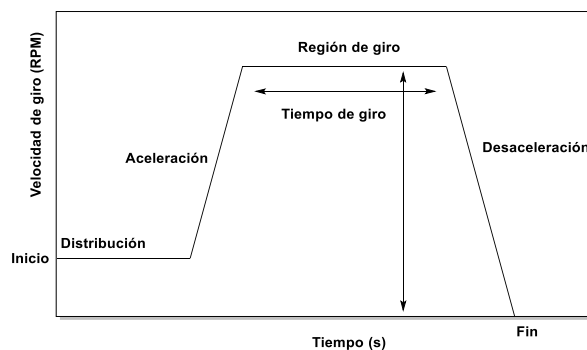 Región de giro
Velocidad de giro (RPM)
Tiempo de giro
Aceleración
Desaceleración
Distribución
Inicio
Fin
Tiempo (s)